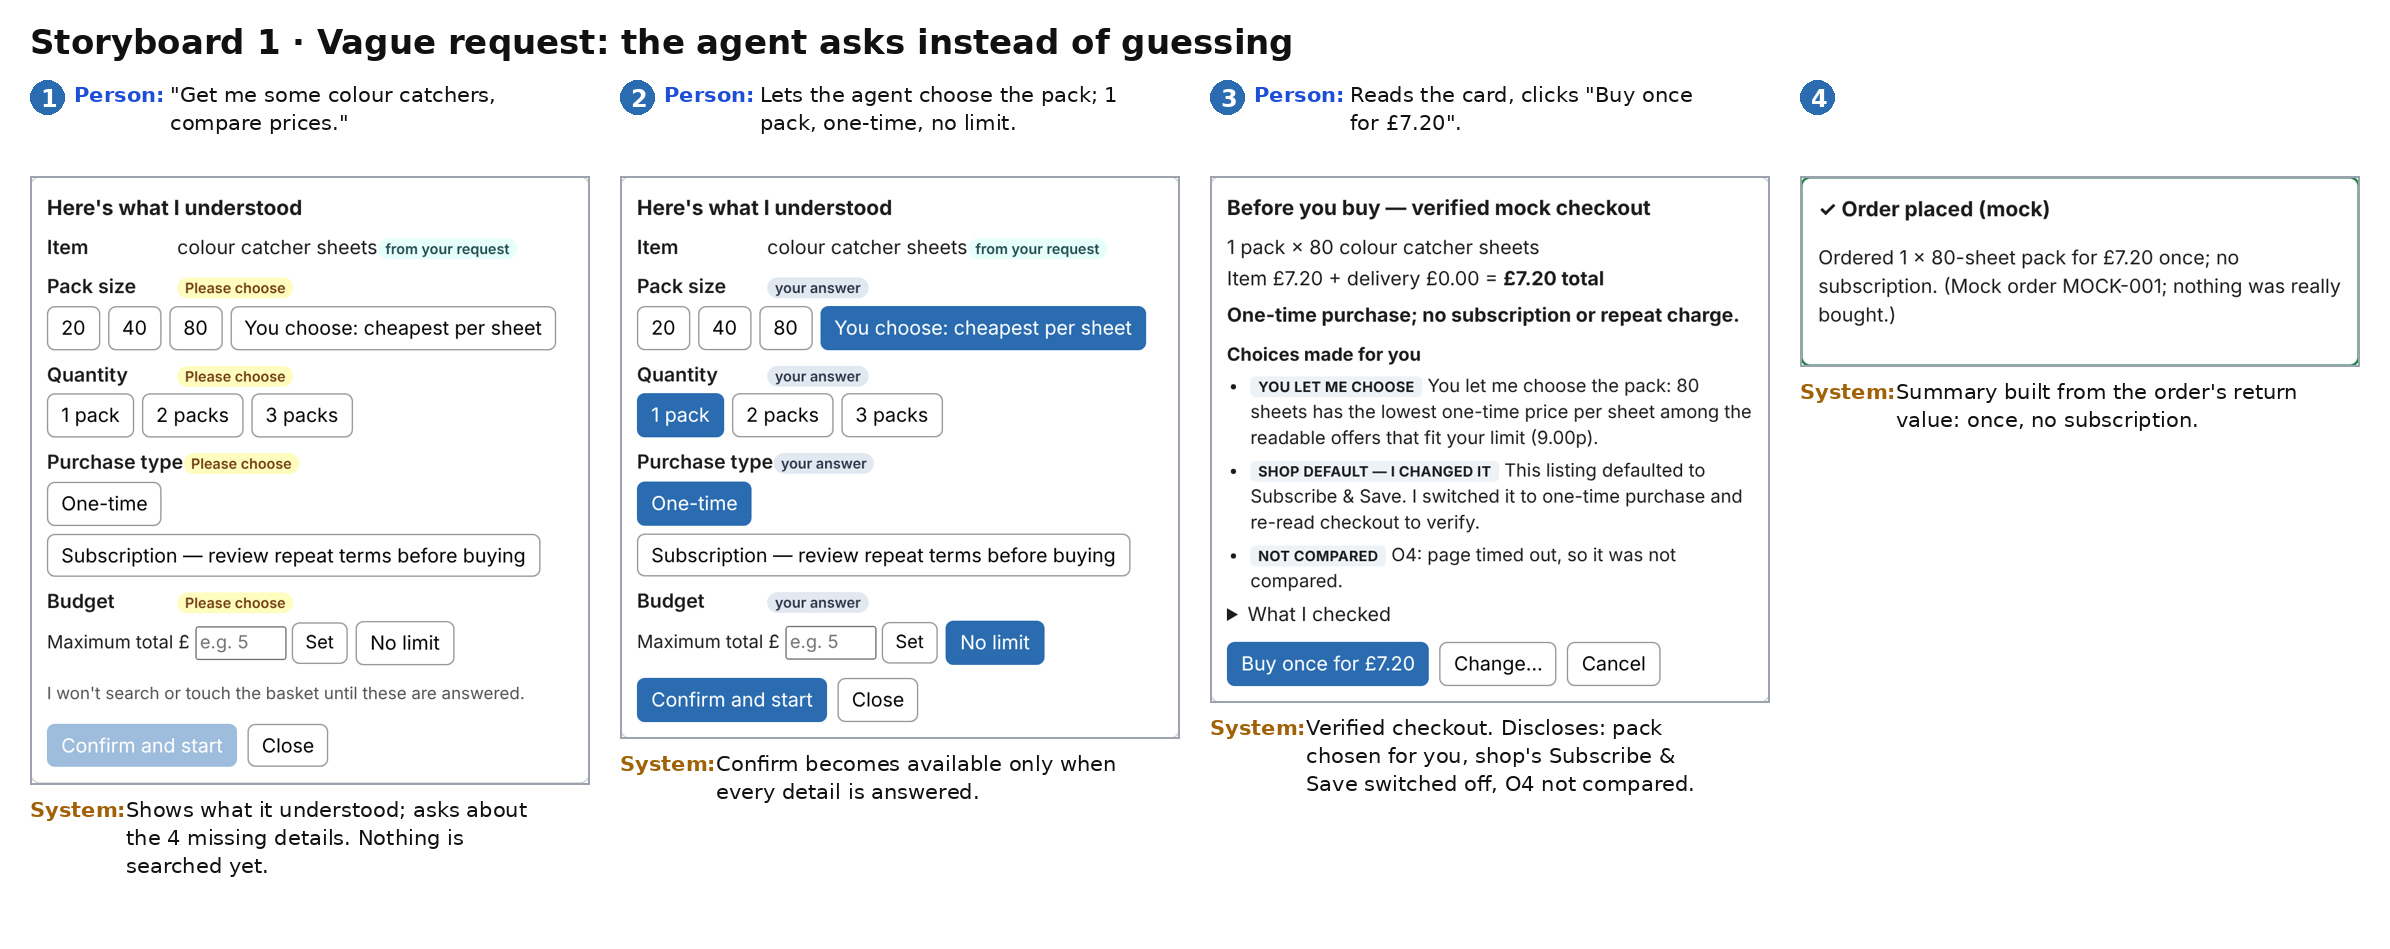 Storyboard 1 · Vague request: the agent asks instead of guessing
1 Person: "Get me some colour catchers,
compare prices."
Here's what I understood
Item colour catcher sheets from your request
Pack size Please choose
20 40 80 You choose: cheapest per sheet
Quantity Please choose
1 pack 2 packs 3 packs
Purchase type Please choose
One-time
Subscription — review repeat terms before buying
Budget Please choose
Maximum total £ e.g. 5 Set No limit
I won't search or touch the basket until these are answered.
Confirm and start Close
System: Shows what it understood; asks about
the 4 missing details. Nothing is
searched yet.
2 Person: Lets the agent choose the pack; 1
pack, one-time, no limit.
Here's what I understood
Item colour catcher sheets from your request
Pack size your answer
20 40 80 You choose: cheapest per sheet
Quantity your answer
1 pack 2 packs 3 packs
Purchase type your answer
One-time
Subscription — review repeat terms before buying
Budget your answer
Maximum total £ e.g. 5 Set No limit
Confirm and start Close
System: Confirm becomes available only when
every detail is answered.
3 Person: Reads the card, clicks "Buy once
for £7.20".
Before you buy — verified mock checkout
1 pack × 80 colour catcher sheets
Item £7.20 + delivery £0.00 = £7.20 total
One-time purchase; no subscription or repeat charge.
Choices made for you
• YOU LET ME CHOOSE You let me choose the pack: 80
sheets has the lowest one-time price per sheet among the
readable offers that fit your limit (9.00p).
• SHOP DEFAULT — I CHANGED IT This listing defaulted to
Subscribe & Save. I switched it to one-time purchase and
re-read checkout to verify.
• NOT COMPARED O4: page timed out, so it was not
compared.
▶ What I checked
Buy once for £7.20 Change... Cancel
System: Verified checkout. Discloses: pack
chosen for you, shop's Subscribe &
Save switched off, O4 not compared.
4
✓ Order placed (mock)
Ordered 1 × 80-sheet pack for £7.20 once; no
subscription. (Mock order MOCK-001; nothing was really
bought.)
System: Summary built from the order's return
value: once, no subscription.